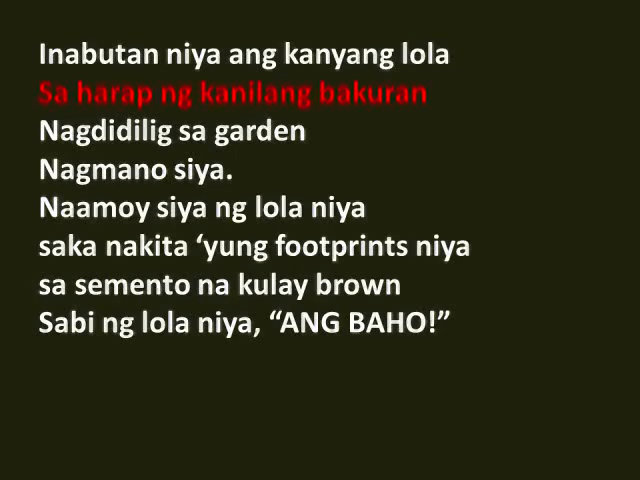 Inabutan niya ang kanyang lola
Sa harap ng kanilang bakuran
Nagdidilig sa garden
Nagmano siya.
Naamoy siya ng lola niya
saka nakita ‘yung footprints niya
sa semento na kulay brown
Sabi ng lola niya, “ANG BAHO!”